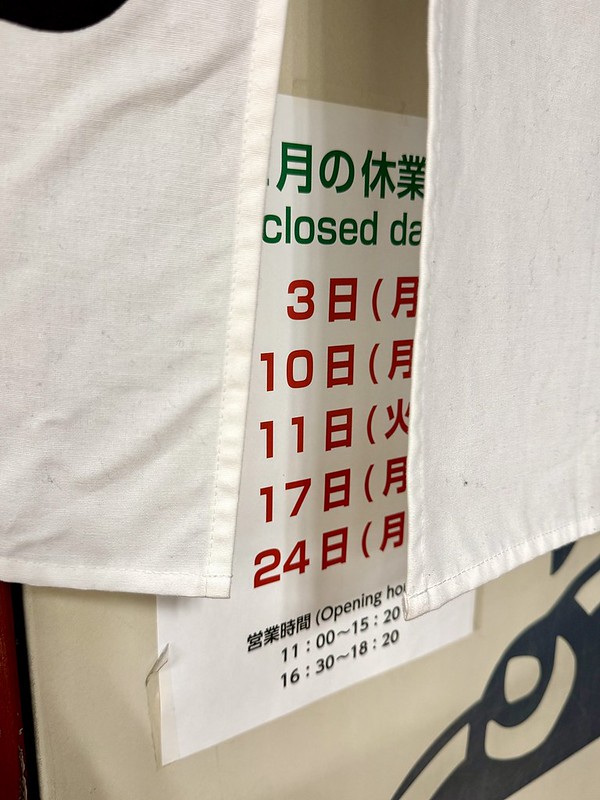 月の休業
closed da
3日(月
10日(月
11日(火
17日(月
24日(月
営業時間(Opening hou
11:00〜15:20
16:30〜18:20